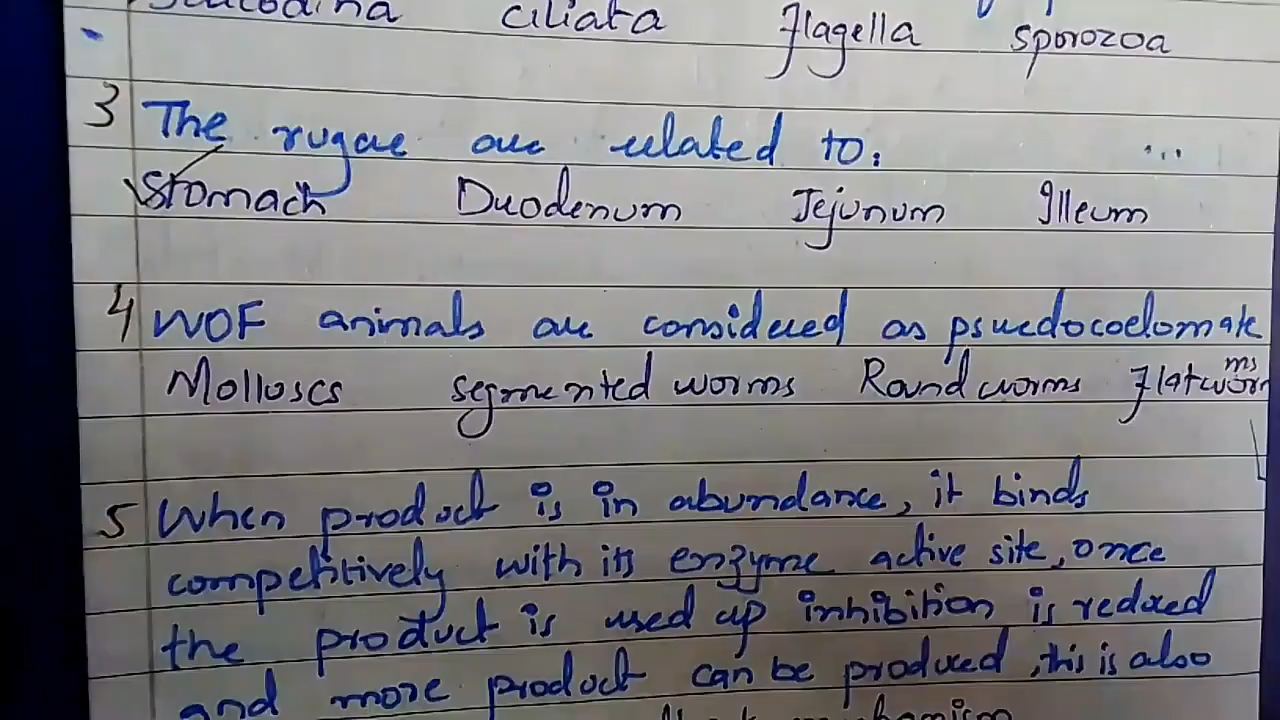 ciliata flagella sporozoa
3 The rugae are related to: ...
Stomach Duodenum Jejunum Illeum
4 WOF animals are considered as psuedocoelomate
Molluscs segmented worms Round worms flatworms
5 When product is in abundance, it binds
competitively with its enzyme active site, once
the product is used up inhibition is reduced
and more product can be produced, this is also